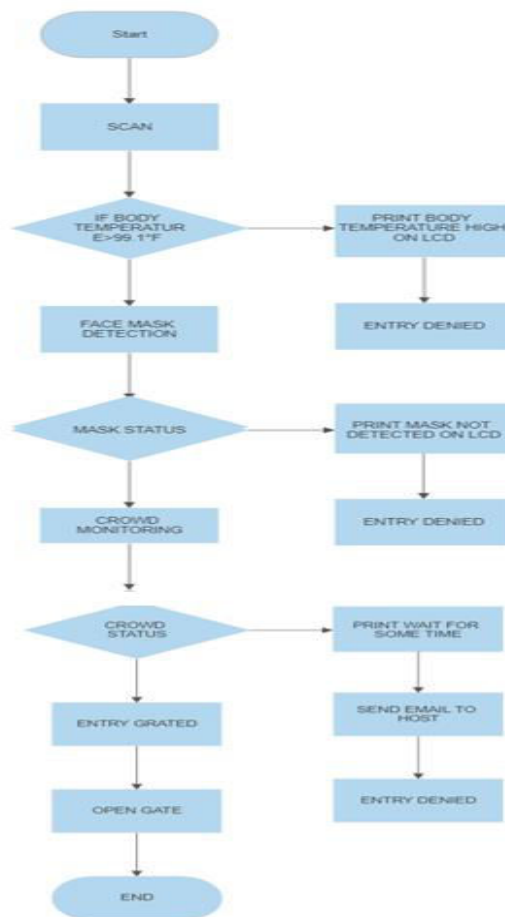 Start
SCAN
IF BODY
TEMPERATUR
E>99.1°F
PRINT BODY
TEMPERATURE HIGH
ON LCD
ENTRY DENIED
FACE MASK
DETECTION
MASK STATUS
PRINT MASK NOT
DETECTED ON LCD
ENTRY DENIED
CROWD
MONITORING
CROWD
STATUS
PRINT WAIT FOR
SOME TIME
SEND EMAIL TO
HOST
ENTRY GRATED
ENTRY DENIED
OPEN GATE
END